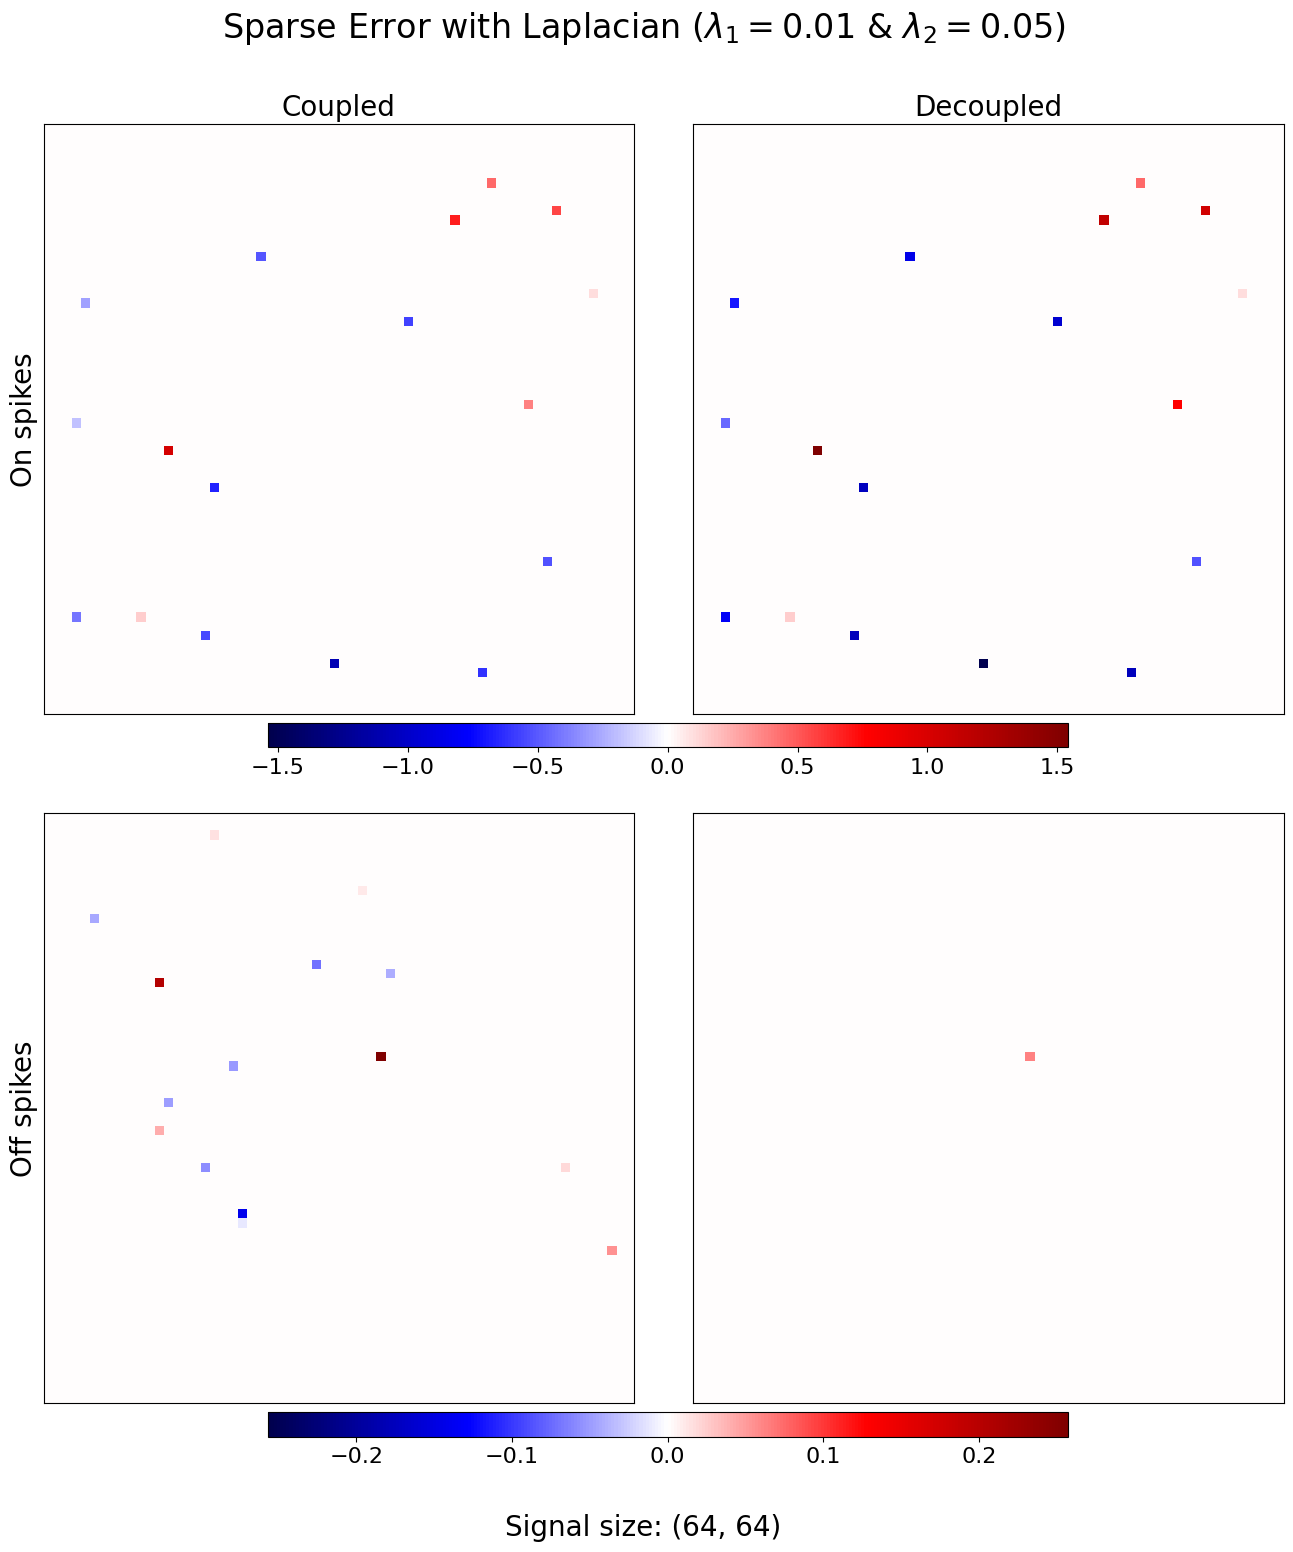 Sparse Error with Laplacian (λ₁ = 0.01 & λ₂ = 0.05)
Coupled Decoupled
On spikes
−1.5 −1.0 −0.5 0.0 0.5 1.0 1.5
Off spikes
−0.2 −0.1 0.0 0.1 0.2
Signal size: (64, 64)